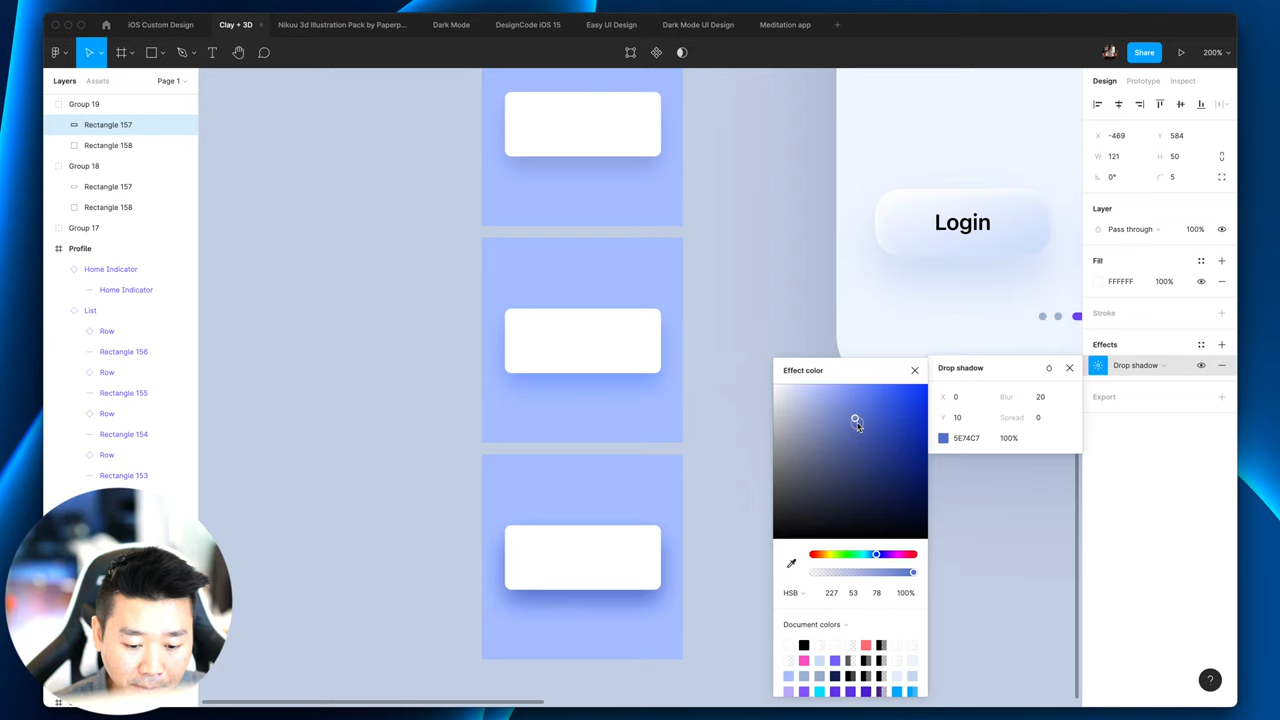 iOS Custom Design
Clay + 3D
Nikuu 3d Illustration Pack by Paperp...
Dark Mode
DesignCode iOS 15
Easy UI Design
Dark Mode UI Design
Meditation app
Share
200%
Layers
Assets
Page 1
Group 19
Rectangle 157
Rectangle 158
Group 18
Rectangle 157
Rectangle 158
Group 17
Profile
Home Indicator
Home Indicator
List
Row
Rectangle 156
Row
Rectangle 155
Row
Rectangle 154
Row
Rectangle 153
Login
Effect color
HSB 227 53 78 100%
Document colors
Drop shadow
X 0 Blur 20
Y 10 Spread 0
5E74C7 100%
Design
Prototype
Inspect
X -469 Y 584
W 112 H 50
0° 5
Layer
Pass through 100%
Fill
FFFFFF 100%
Stroke
Effects
Drop shadow
Export
?